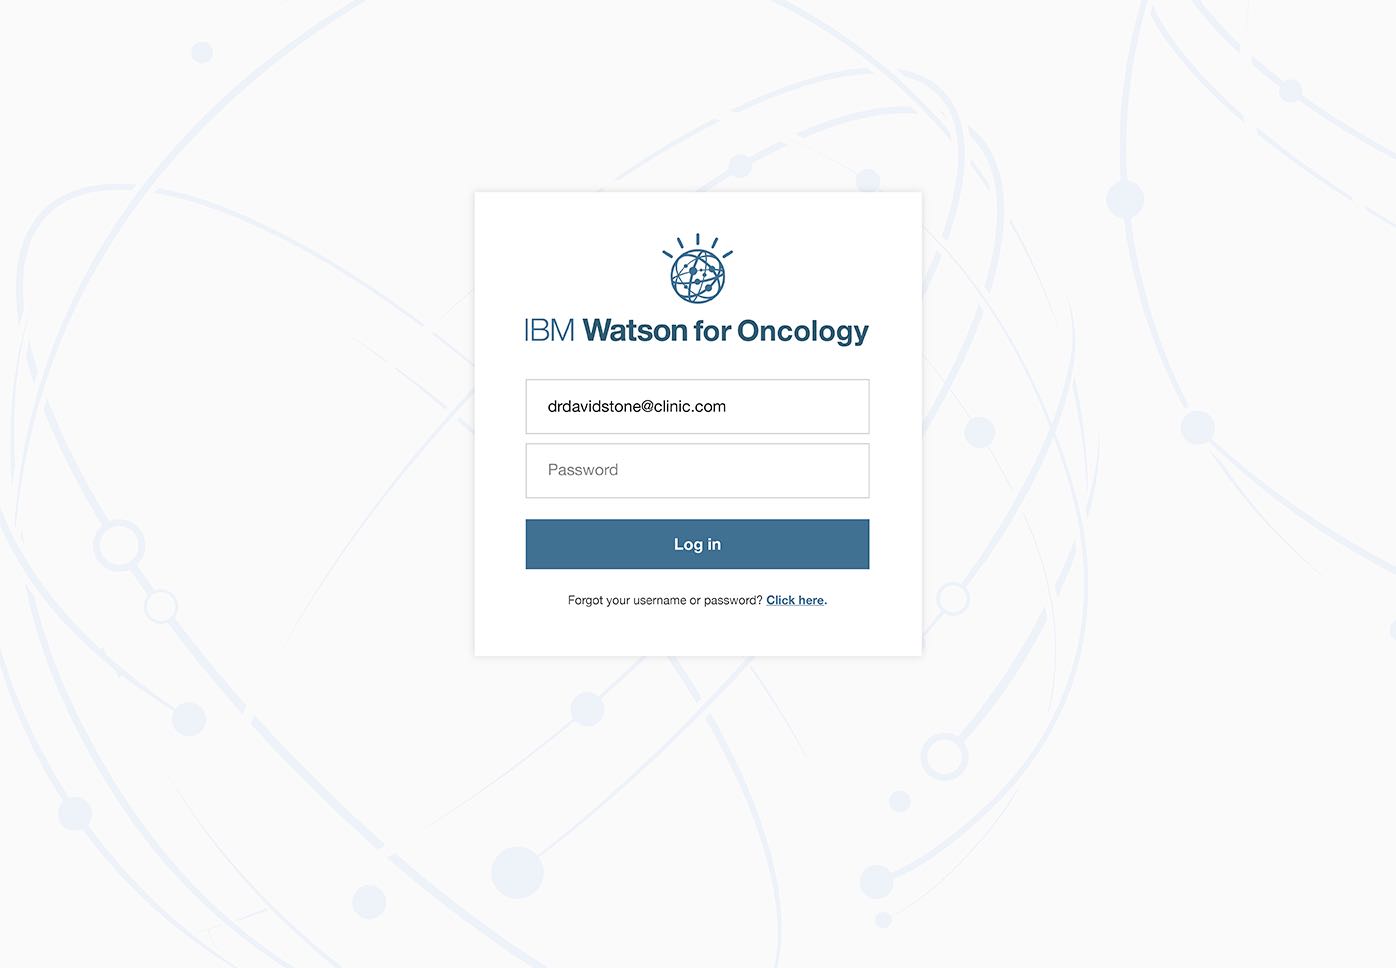 IBM Watson for Oncology
drdavidstone@clinic.com
Password
Log in
Forgot your username or password? Click here.